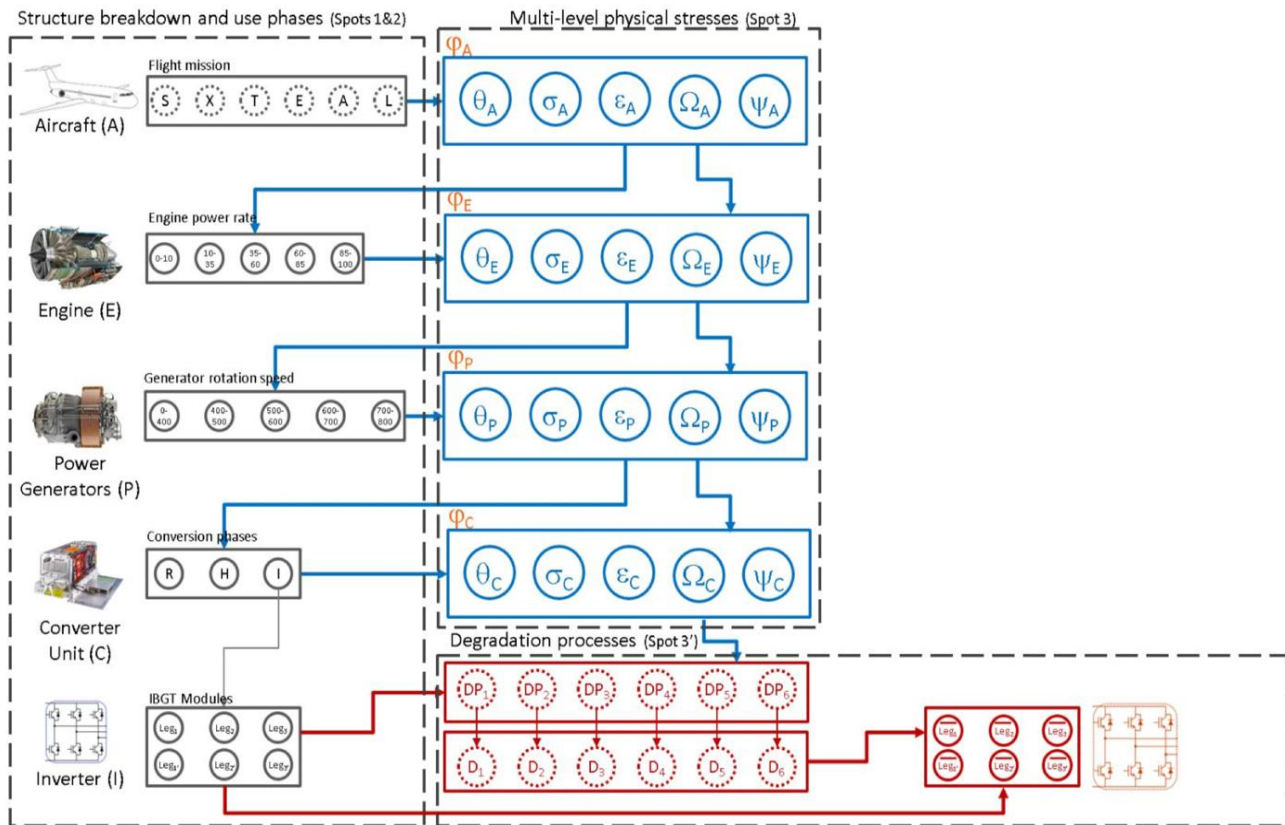 Structure breakdown and use phases (Spots 1&2)
Multi-level physical stresses (Spot 3)
Flight mission
S X T E A L
Aircraft (A)
φA
θA σA εA ΩA ψA
Engine power rate
0-10 10-35 35-60 60-85 85-100
Engine (E)
φE
θE σE εE ΩE ψE
Generator rotation speed
0-400 400-500 500-600 600-700 700-800
Power
Generators (P)
φP
θP σP εP ΩP ψP
Conversion phases
R H I
Converter
Unit (C)
φC
θC σC εC ΩC ψC
Degradation processes (Spot 3')
IBGT Modules
Leg1 Leg2 Leg3
Leg1' Leg2' Leg3'
Inverter (I)
DP1 DP2 DP3 DP4 DP5 DP6
D1 D2 D3 D4 D5 D6
Leg1 Leg2 Leg3
Leg1' Leg2' Leg3'